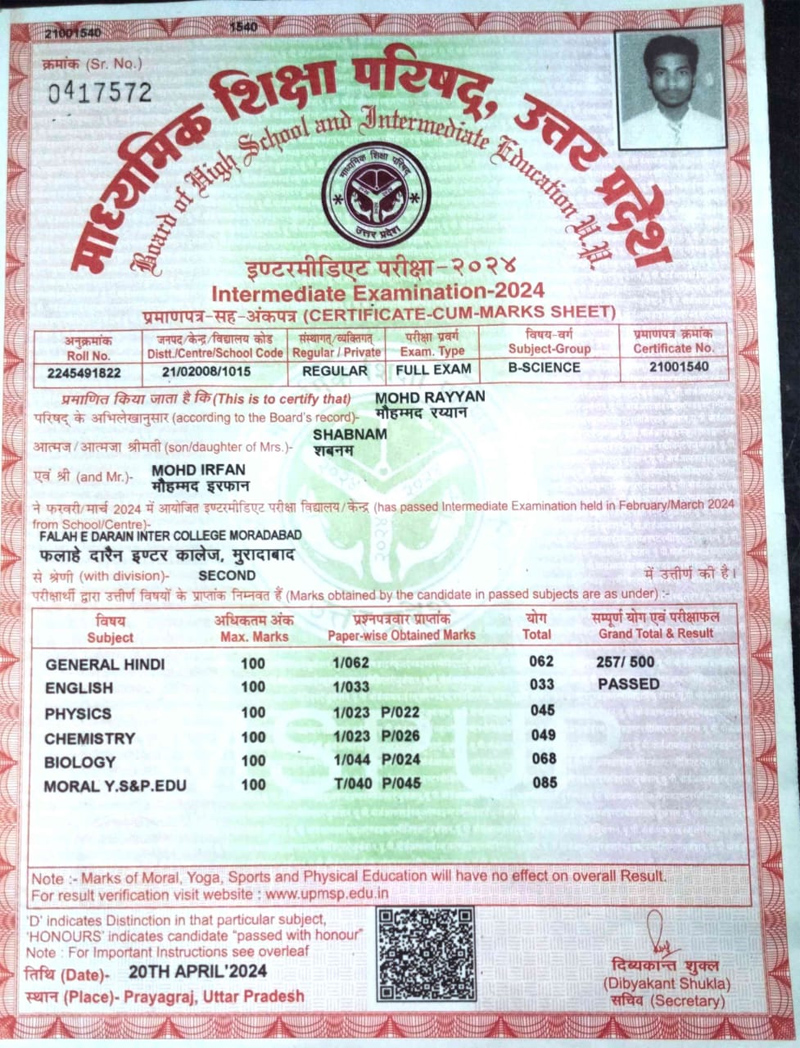 21001540 1540
क्रमांक (Sr. No.)
0417572
माध्यमिक शिक्षा परिषद्, उत्तर प्रदेश
Board of High School and Intermediate Education U.P.
माध्यमिक शिक्षा परिषद्
उत्तर प्रदेश
इण्टरमीडिएट परीक्षा-२०२४
Intermediate Examination-2024
प्रमाणपत्र-सह-अंकपत्र (CERTIFICATE-CUM-MARKS SHEET)
अनुक्रमांक जनपद/केन्द्र/विद्यालय कोड संस्थागत/व्यक्तिगत परीक्षा प्रवर्ग विषय-वर्ग प्रमाणपत्र क्रमांक
Roll No. Distt./Centre/School Code Regular / Private Exam. Type Subject-Group Certificate No.
2245491822 21/02008/1015 REGULAR FULL EXAM B-SCIENCE 21001540
प्रमाणित किया जाता है कि (This is to certify that) MOHD RAYYAN
परिषद् के अभिलेखानुसार (according to the Board's record)- मौहम्मद रय्यान
SHABNAM
आत्मज/आत्मजा श्रीमती (son/daughter of Mrs.)- शबनम
एवं श्री (and Mr.)- MOHD IRFAN
मौहम्मद इरफान
ने फरवरी/मार्च 2024 में आयोजित इण्टरमीडिएट परीक्षा विद्यालय/केन्द्र (has passed Intermediate Examination held in February/March 2024
from School/Centre)-
FALAH E DARAIN INTER COLLEGE MORADABAD
फलाहे दारैन इण्टर कालेज, मुरादाबाद
से श्रेणी (with division)- SECOND में उत्तीर्ण की है।
परीक्षार्थी द्वारा उत्तीर्ण विषयों के प्राप्तांक निम्नवत हैं (Marks obtained by the candidate in passed subjects are as under) :-
विषय अधिकतम अंक प्रश्नपत्रवार प्राप्तांक योग सम्पूर्ण योग एवं परीक्षाफल
Subject Max. Marks Paper-wise Obtained Marks Total Grand Total & Result
GENERAL HINDI 100 1/062 062 257/ 500
ENGLISH 100 1/033 033 PASSED
PHYSICS 100 1/023 P/022 045
CHEMISTRY 100 1/023 P/026 049
BIOLOGY 100 1/044 P/024 068
MORAL Y.S&P.EDU 100 T/040 P/045 085
Note :- Marks of Moral, Yoga, Sports and Physical Education will have no effect on overall Result.
For result verification visit website : www.upmsp.edu.in
'D' indicates Distinction in that particular subject,
'HONOURS' indicates candidate "passed with honour"
Note : For Important Instructions see overleaf
तिथि (Date)- 20TH APRIL'2024
स्थान (Place)- Prayagraj, Uttar Pradesh
दिब्यकान्त शुक्ल
(Dibyakant Shukla)
सचिव (Secretary)